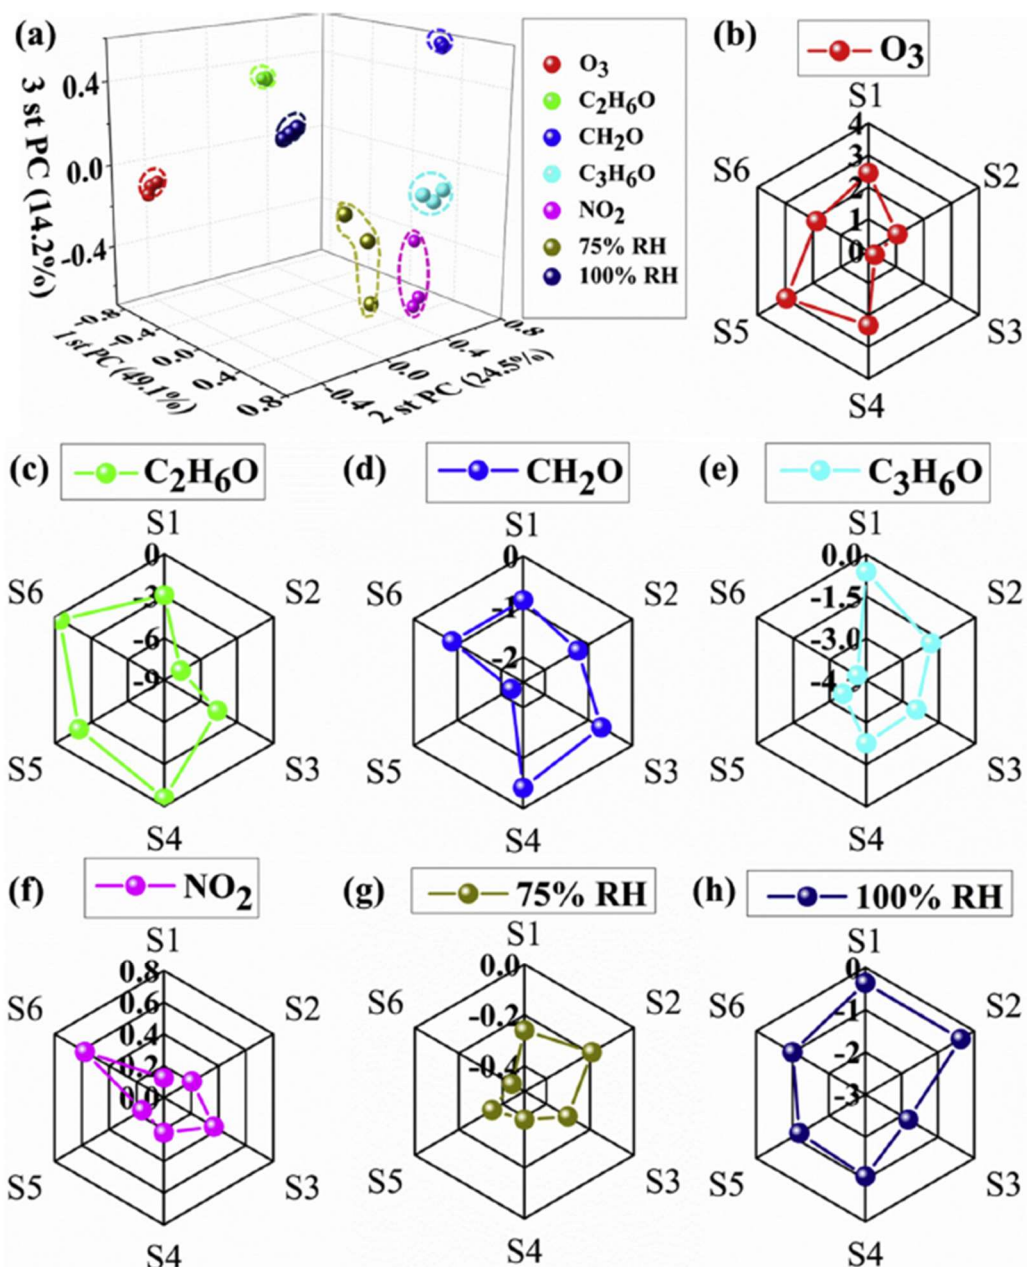 (a)
3 st PC (14.2%)
0.4
0.0
-0.4
-0.8
-0.4
0.0
0.4
0.8
1 st PC (49.1%)
-0.4
0.0
0.4
0.8
2 st PC (24.5%)
O3
C2H6O
CH2O
C3H6O
NO2
75% RH
100% RH
(b)
O3
S1
4
3
2
1
0
S6
S2
S5
S3
S4
(c)
C2H6O
S1
0
-3
-6
-9
S6
S2
S5
S3
S4
(d)
CH2O
S1
0
-1
-2
S6
S2
S5
S3
S4
(e)
C3H6O
S1
0.0
-1.5
-3.0
S6
S2
S5
S3
S4
(f)
NO2
S1
0.8
0.6
0.4
0.2
0.0
S6
S2
S5
S3
S4
(g)
75% RH
S1
0.0
-0.2
-0.4
S6
S2
S5
S3
S4
(h)
100% RH
S1
0
-1
-2
-3
S6
S2
S5
S3
S4